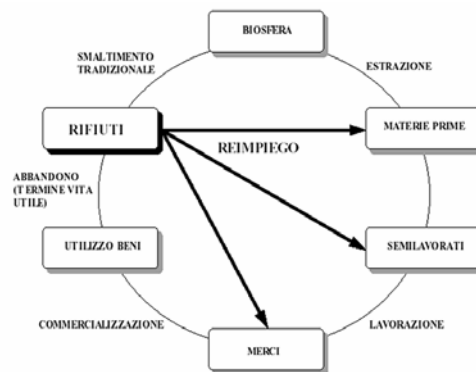 BIOSFERA
SMALTIMENTO
TRADIZIONALE
ESTRAZIONE
RIFIUTI
MATERIE PRIME
REIMPIEGO
ABBANDONO
(TERMINE VITA
UTILE)
UTILIZZO BENI
SEMILAVORATI
COMMERCIALIZZAZIONE
LAVORAZIONE
MERCI